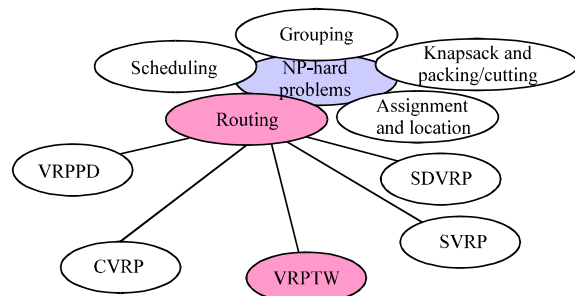 Grouping
Scheduling
NP-hard
problems
Knapsack and
packing/cutting
Routing
Assignment
and location
VRPPD
SDVRP
CVRP
VRPTW
SVRP